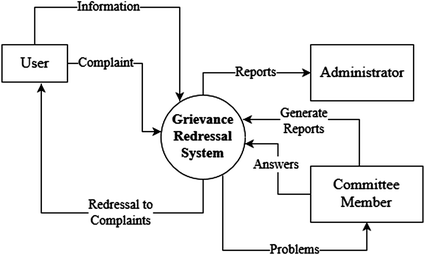 Information
User
Complaint
Reports
Administrator
Grievance
Redressal
System
Generate
Reports
Answers
Committee
Member
Redressal to
Complaints
Problems